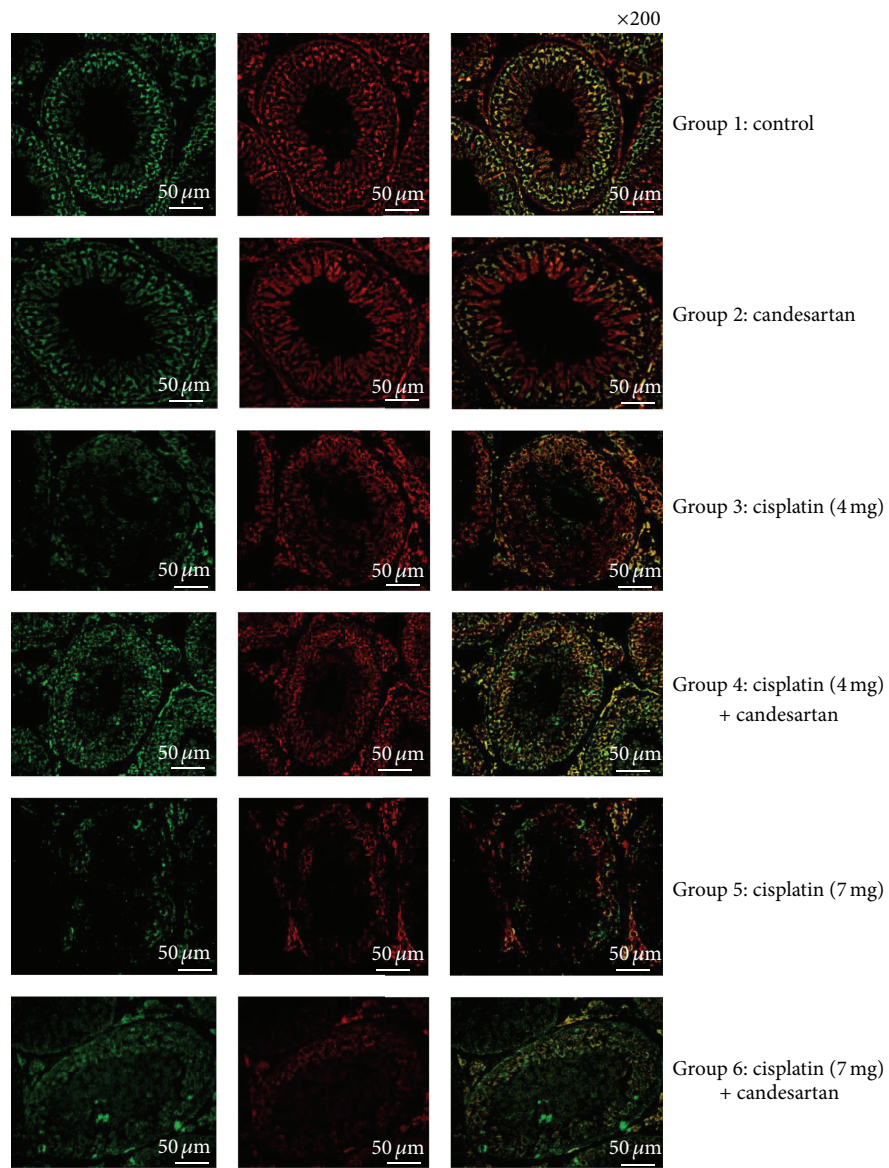 ×200
50 μm
50 μm
50 μm
Group 1: control
50 μm
50 μm
50 μm
Group 2: candesartan
50 μm
50 μm
50 μm
Group 3: cisplatin (4 mg)
50 μm
50 μm
50 μm
Group 4: cisplatin (4 mg)
+ candesartan
50 μm
50 μm
50 μm
Group 5: cisplatin (7 mg)
50 μm
50 μm
50 μm
Group 6: cisplatin (7 mg)
+ candesartan